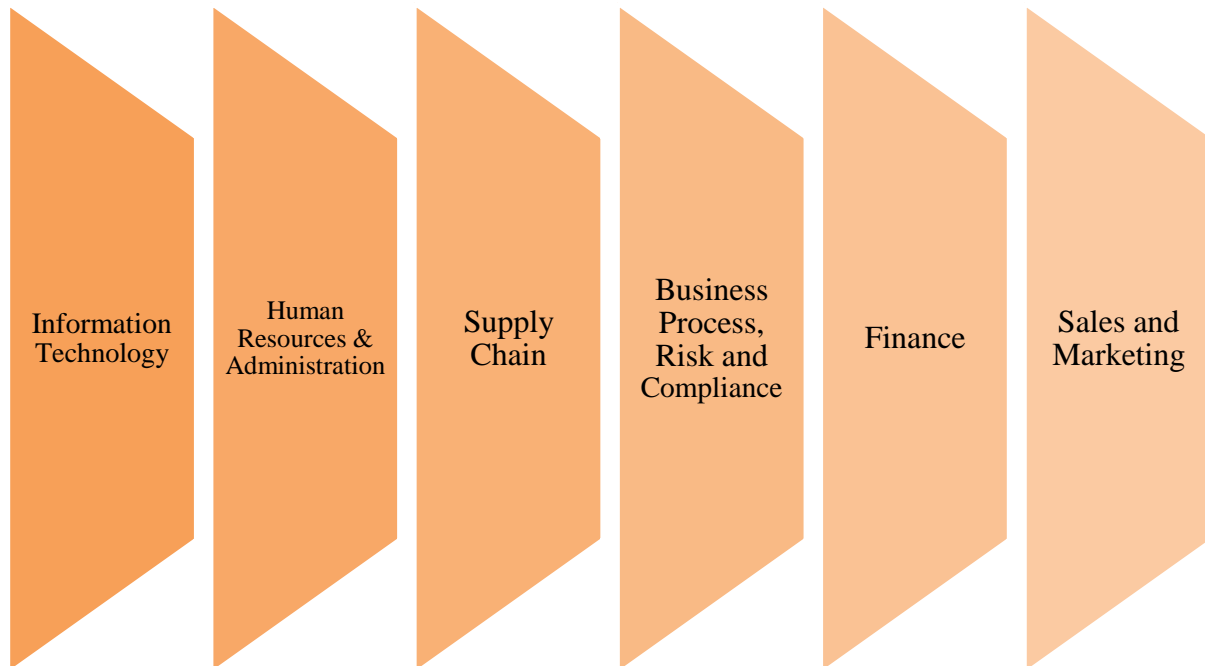 Information
Technology
Human
Resources &
Administration
Supply
Chain
Business
Process,
Risk and
Compliance
Finance
Sales and
Marketing